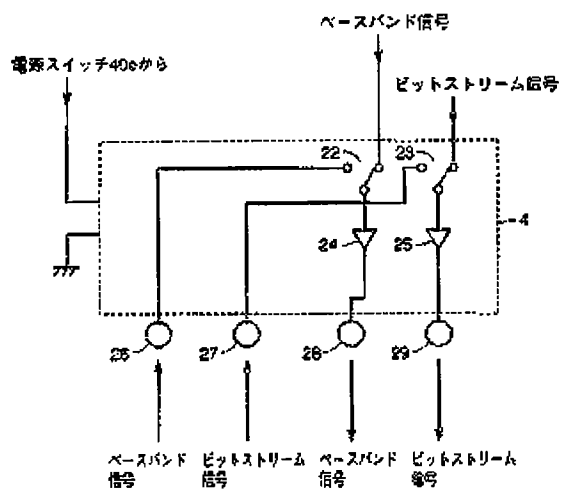 ベースバンド信号
電源スイッチ40eから
ビットストリーム信号
22
23
4
24
25
26
27
28
29
ベースバンド
信号
ビットストリーム
信号
ベースバンド
信号
ビットストリーム
信号